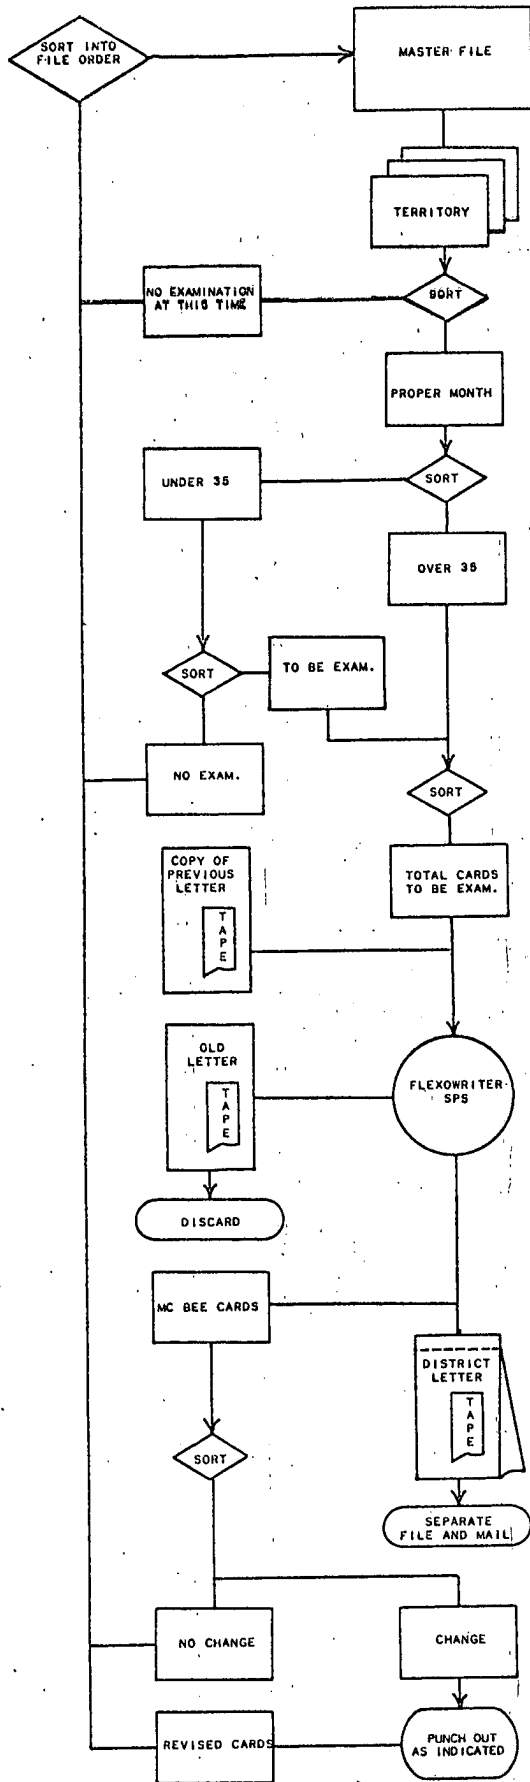 SORT INTO
FILE ORDER
MASTER FILE
TERRITORY
NO EXAMINATION
AT THIS TIME
SORT
PROPER MONTH
UNDER 35
SORT
OVER 35
SORT
TO BE EXAM.
NO EXAM.
SORT
COPY OF
PREVIOUS
LETTER
TAPE
TOTAL CARDS
TO BE EXAM.
OLD
LETTER
TAPE
FLEXOWRITER
SPS
DISCARD
MC BEE CARDS
DISTRICT
LETTER
TAPE
SORT
SEPARATE
FILE AND MAIL
NO CHANGE
CHANGE
REVISED CARDS
PUNCH OUT
AS INDICATED